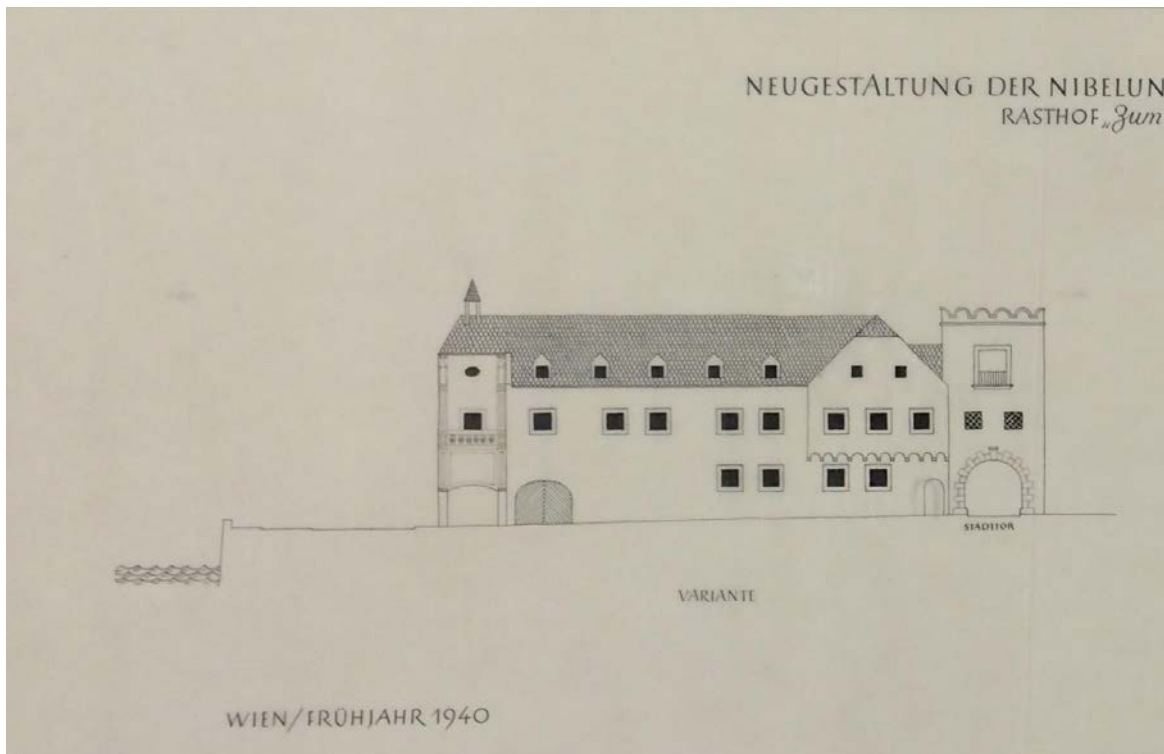 NEUGESTALTUNG DER NIBELUN
RASTHOF „Zum
STADTTOR
VARIANTE
WIEN/FRÜHJAHR 1940